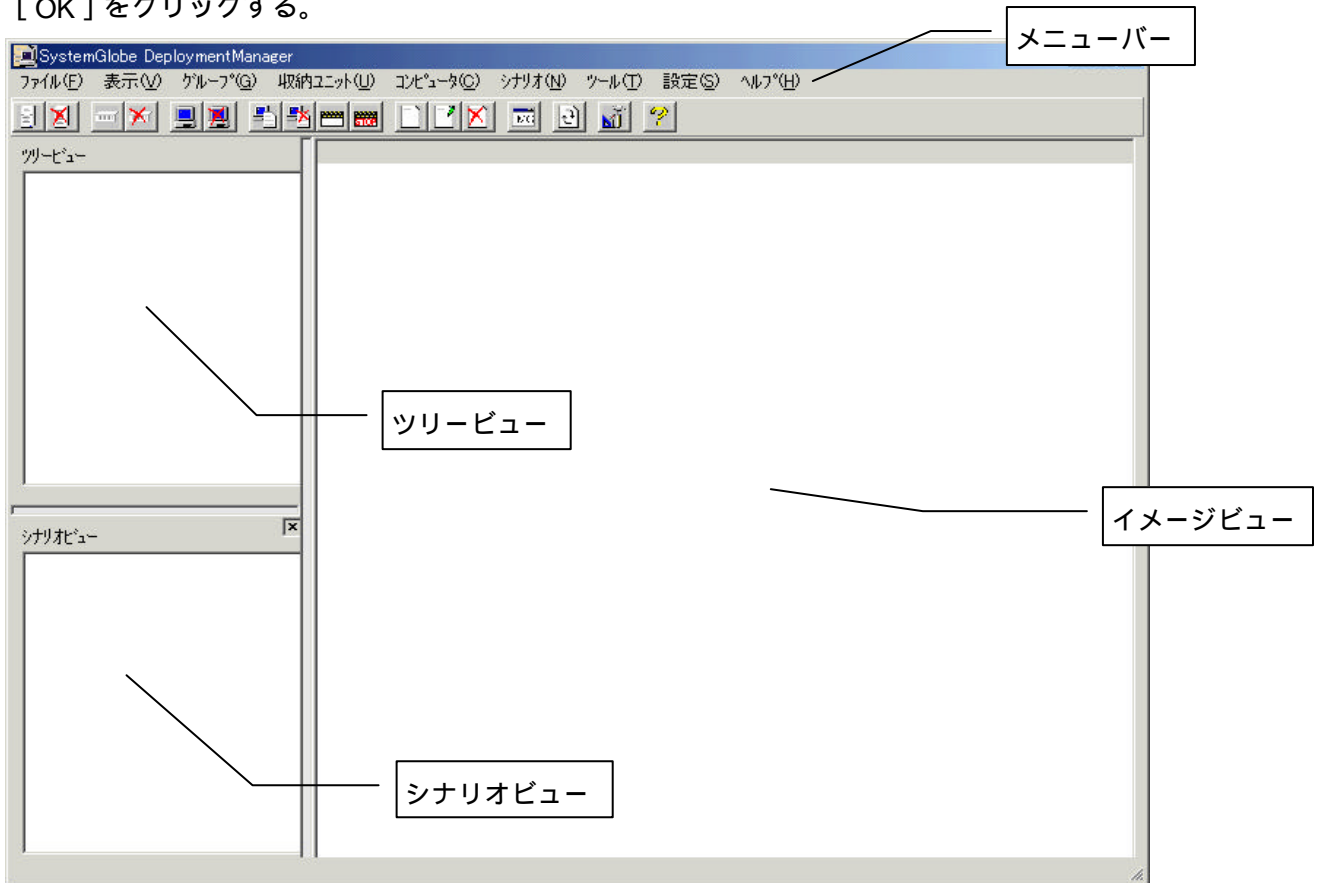 ［OK］をクリックする。
メニューバー
SystemGlobe DeploymentManager
ファイル(F) 表示(V) グループ(G) 収納ユニット(U) コンピュータ(C) シナリオ(N) ツール(T) 設定(S) ヘルプ(H)
STOP
ツリービュー
ツリービュー
イメージビュー
シナリオビュー
シナリオビュー